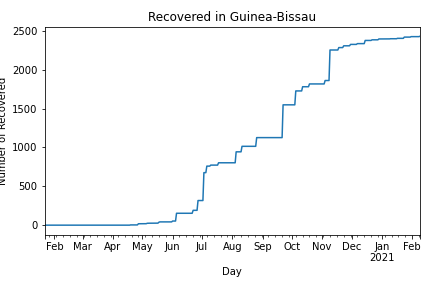 Recovered in Guinea-Bissau
Number of Recovered
2500
2000
1500
1000
500
0
Feb Mar Apr May Jun Jul Aug Sep Oct Nov Dec Jan Feb
2021
Day